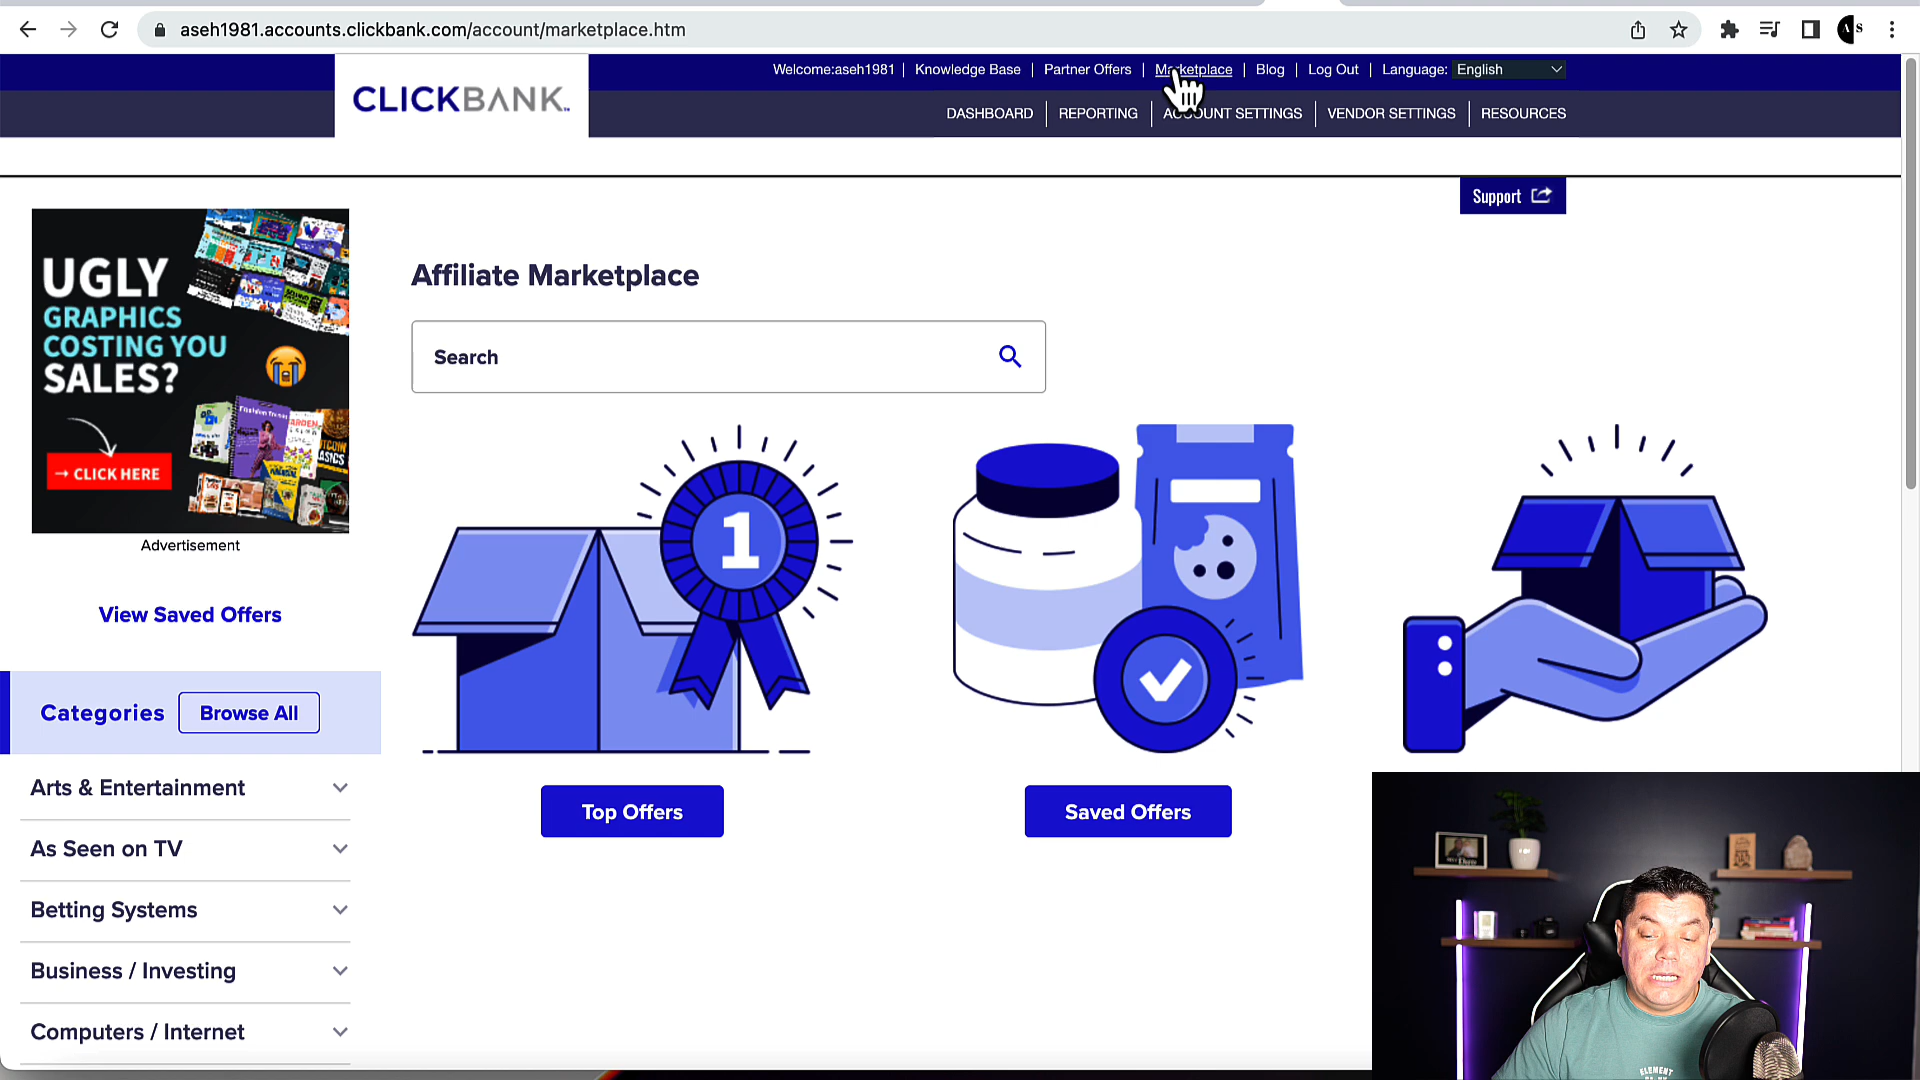 aseh1981.accounts.clickbank.com/account/marketplace.htm
Welcome:aseh1981 | Knowledge Base | Partner Offers | Marketplace | Blog | Log Out | Language: English
CLICKBANK
DASHBOARD | REPORTING | ACCOUNT SETTINGS | VENDOR SETTINGS | RESOURCES
Support
UGLY
GRAPHICS
COSTING YOU
SALES?
→ CLICK HERE
Advertisement
View Saved Offers
Categories
Browse All
Arts & Entertainment
As Seen on TV
Betting Systems
Business / Investing
Computers / Internet
Affiliate Marketplace
Search
1
Top Offers
Saved Offers
ELEMENT